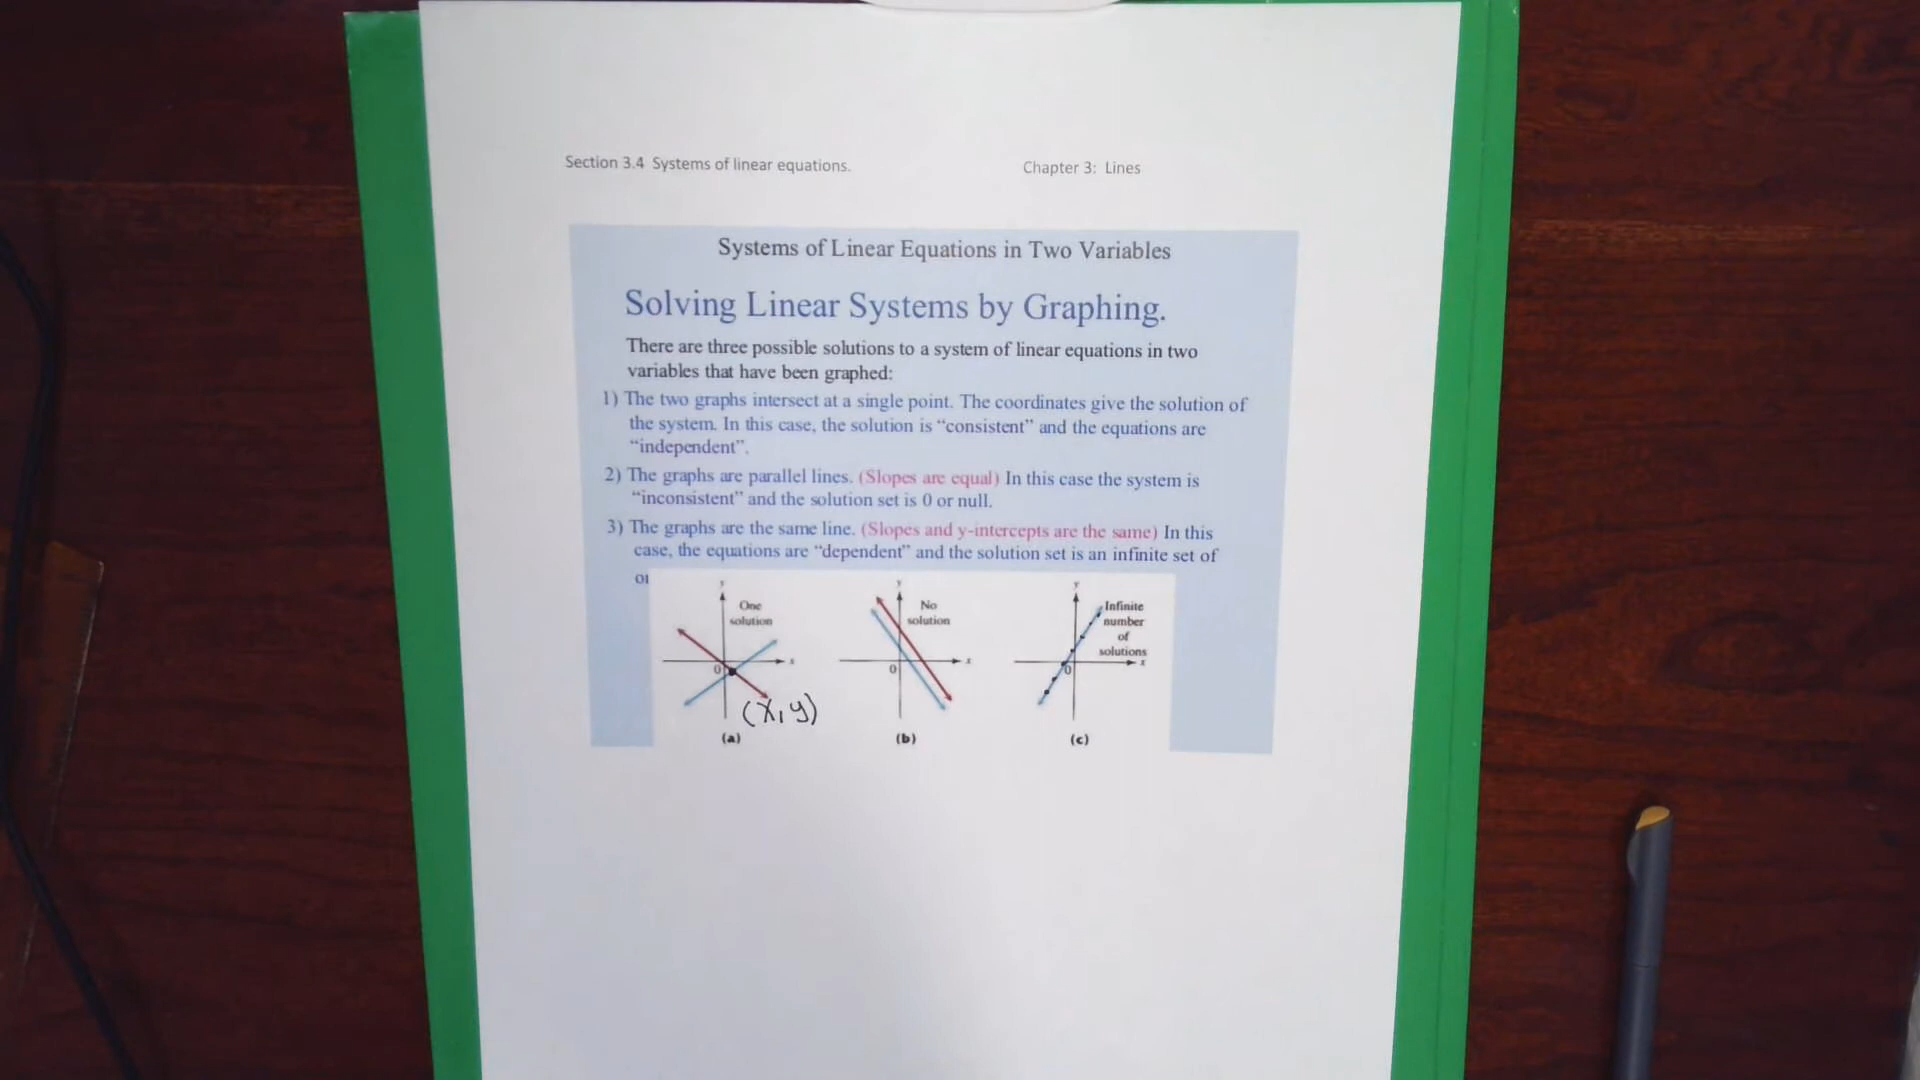 Section 3.4 Systems of linear equations. Chapter 3: Lines
Systems of Linear Equations in Two Variables
Solving Linear Systems by Graphing.
There are three possible solutions to a system of linear equations in two
variables that have been graphed:
1) The two graphs intersect at a single point. The coordinates give the solution of
the system. In this case, the solution is “consistent” and the equations are
“independent”.
2) The graphs are parallel lines. (Slopes are equal) In this case the system is
“inconsistent” and the solution set is 0 or null.
3) The graphs are the same line. (Slopes and y-intercepts are the same) In this
case, the equations are “dependent” and the solution set is an infinite set of
y
One
solution
x
0
(x,y)
(a)
y
No
solution
x
0
(b)
y
Infinite
number
of
solutions
x
0
(c)